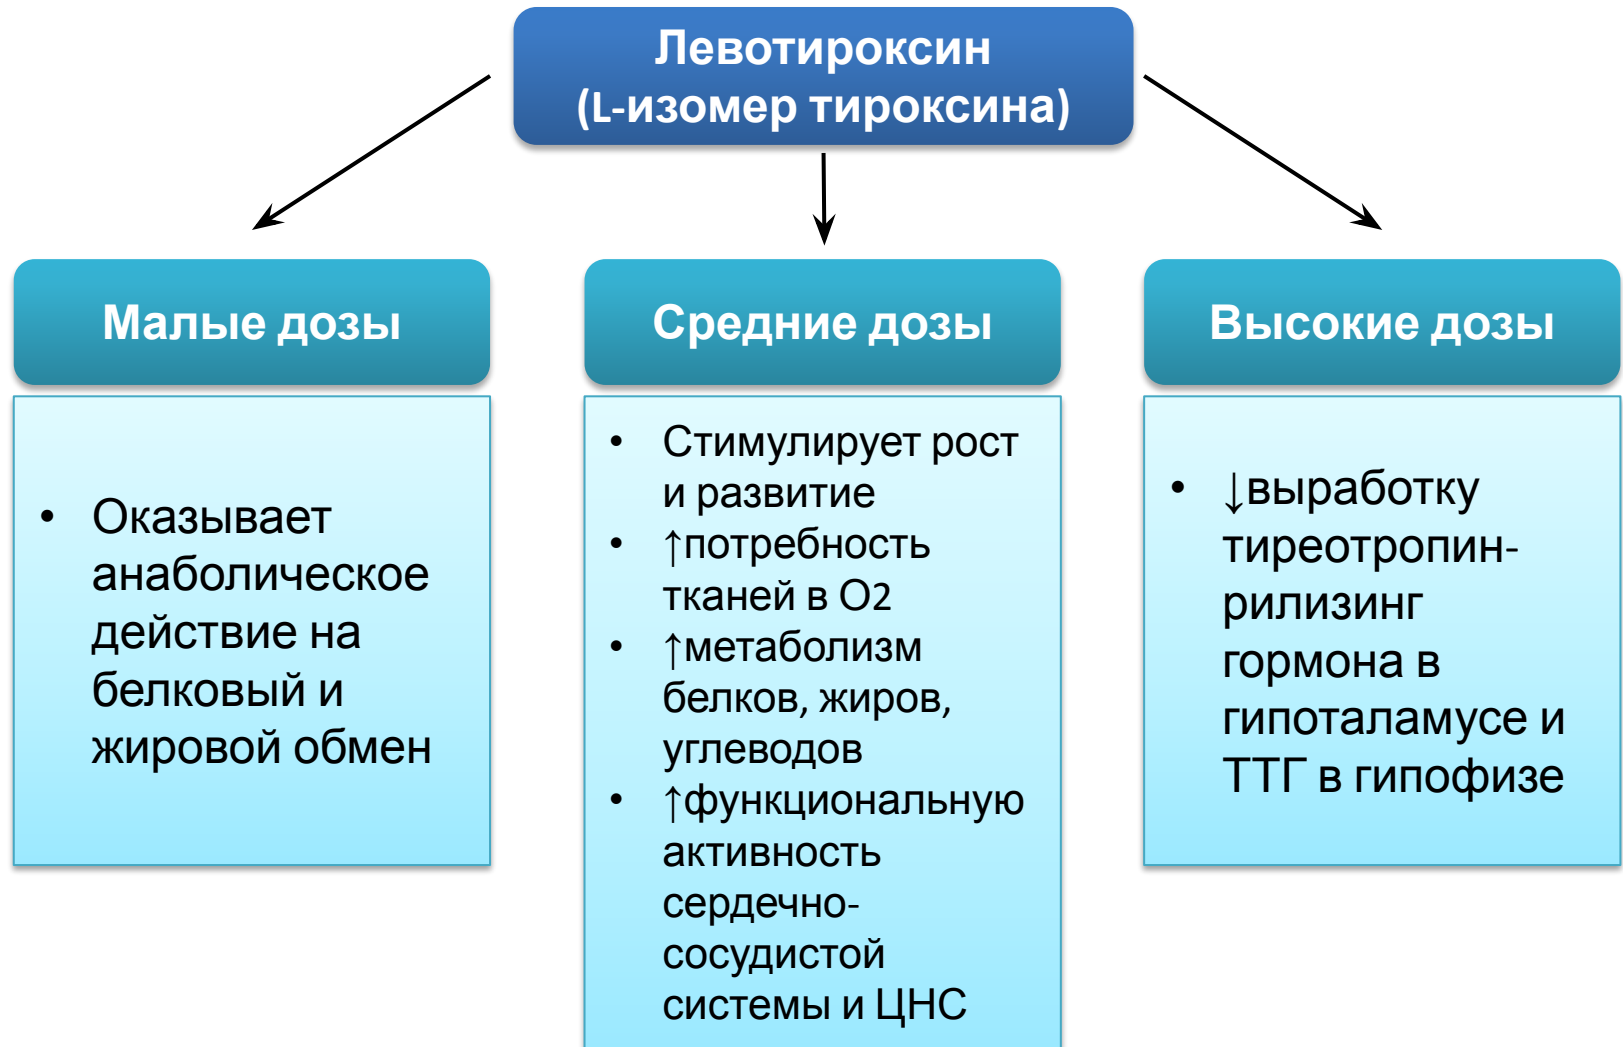 Левотироксин
(L-изомер тироксина)
Малые дозы
• Оказывает
анаболическое
действие на
белковый и
жировой обмен
Средние дозы
• Стимулирует рост
и развитие
• ↑потребность
тканей в О2
• ↑метаболизм
белков, жиров,
углеводов
• ↑функциональную
активность
сердечно-
сосудистой
системы и ЦНС
Высокие дозы
• ↓выработку
тиреотропин-
рилизинг
гормона в
гипоталамусе и
ТТГ в гипофизе